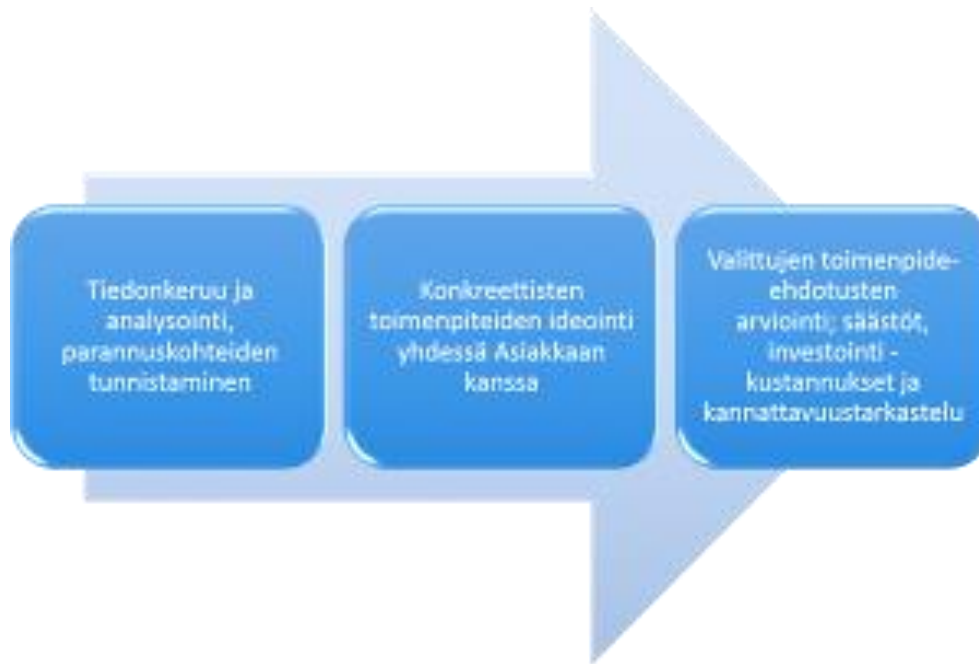 Tiedonkeruu ja
analysointi,
parannuskohteiden
tunnistaminen
Konkreettisten
toimenpiteiden ideointi
yhdessä Asiakkaan
kanssa
Valittujen toimenpide-
ehdotusten
arviointi; säästöt,
investointi -
kustannukset ja
kannattavuustarkastelu